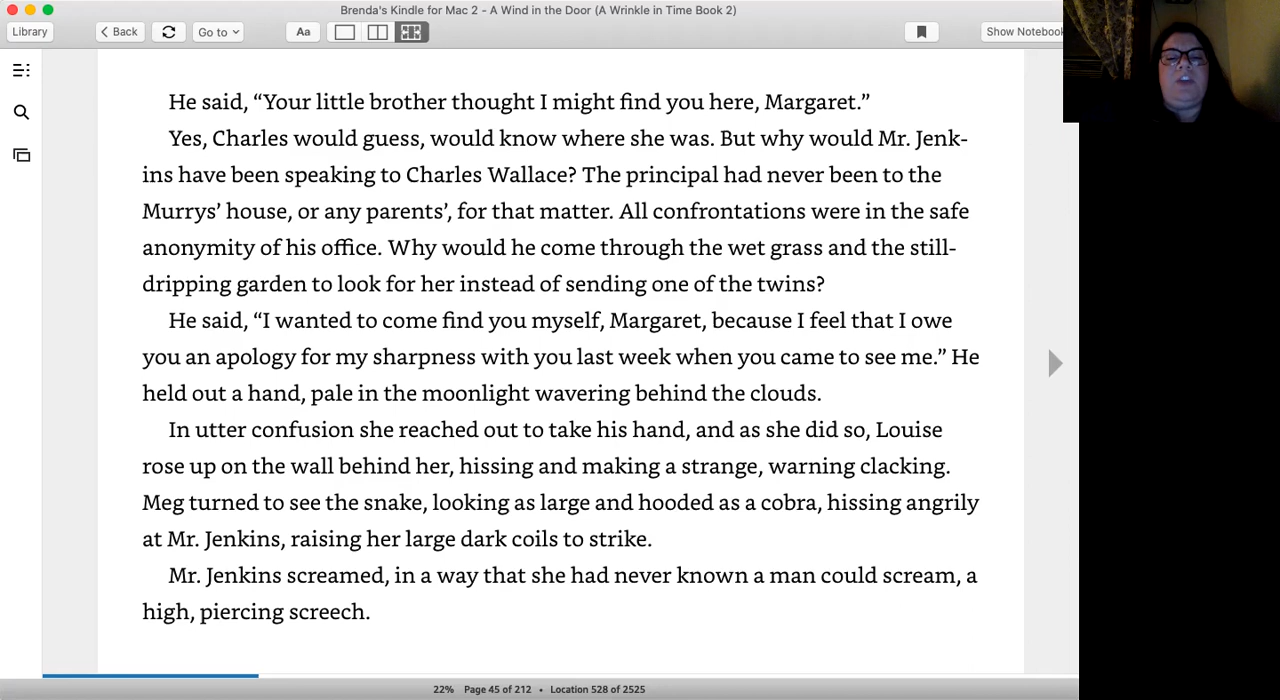 Brenda's Kindle for Mac 2 - A Wind in the Door (A Wrinkle in Time Book 2)
Library Back Go to Aa Show Notebook
He said, “Your little brother thought I might find you here, Margaret.”
Yes, Charles would guess, would know where she was. But why would Mr. Jenk-
ins have been speaking to Charles Wallace? The principal had never been to the
Murrys’ house, or any parents’, for that matter. All confrontations were in the safe
anonymity of his office. Why would he come through the wet grass and the still-
dripping garden to look for her instead of sending one of the twins?
He said, “I wanted to come find you myself, Margaret, because I feel that I owe
you an apology for my sharpness with you last week when you came to see me.” He
held out a hand, pale in the moonlight wavering behind the clouds.
In utter confusion she reached out to take his hand, and as she did so, Louise
rose up on the wall behind her, hissing and making a strange, warning clacking.
Meg turned to see the snake, looking as large and hooded as a cobra, hissing angrily
at Mr. Jenkins, raising her large dark coils to strike.
Mr. Jenkins screamed, in a way that she had never known a man could scream, a
high, piercing screech.
22% Page 45 of 212 • Location 528 of 2525